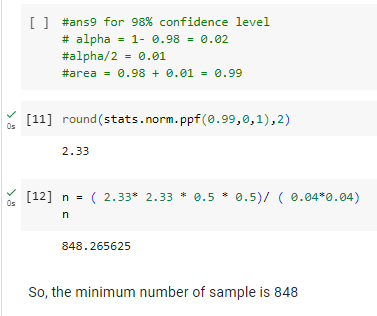 [ ] #ans9 for 98% confidence level
# alpha = 1- 0.98 = 0.02
#alpha/2 = 0.01
#area = 0.98 + 0.01 = 0.99
0s [11] round(stats.norm.ppf(0.99,0,1),2)
2.33
0s [12] n = ( 2.33* 2.33 * 0.5 * 0.5)/ ( 0.04*0.04)
n
848.265625
So, the minimum number of sample is 848